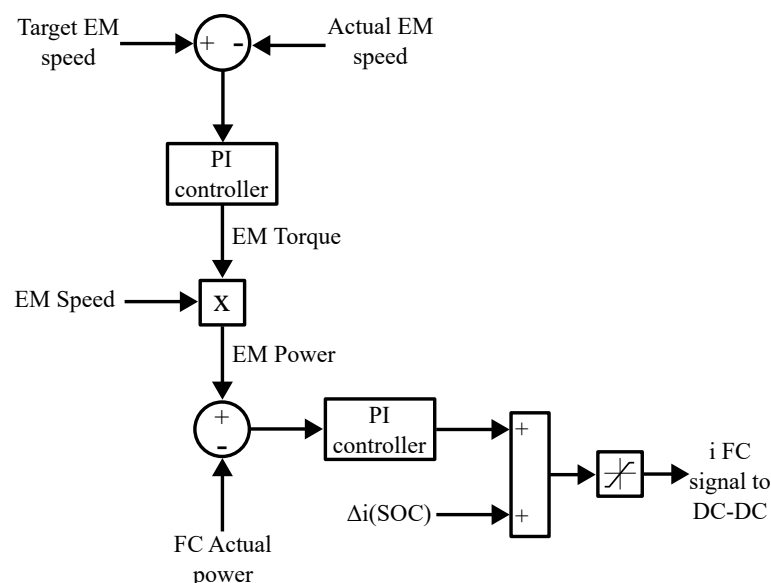 Target EM
speed
+ -
Actual EM
speed
PI
controller
EM Torque
EM Speed
X
EM Power
+
-
PI
controller
+
i FC
signal to
DC-DC
Δi(SOC)
+
FC Actual
power